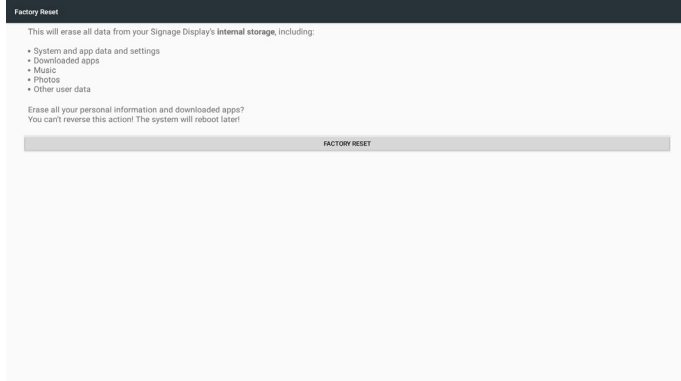 Factory Reset
This will erase all data from your Signage Display's internal storage, including:
• System and app data and settings
• Downloaded apps
• Music
• Photos
• Other user data
Erase all your personal information and downloaded apps?
You can't reverse this action! The system will reboot later!
FACTORY RESET